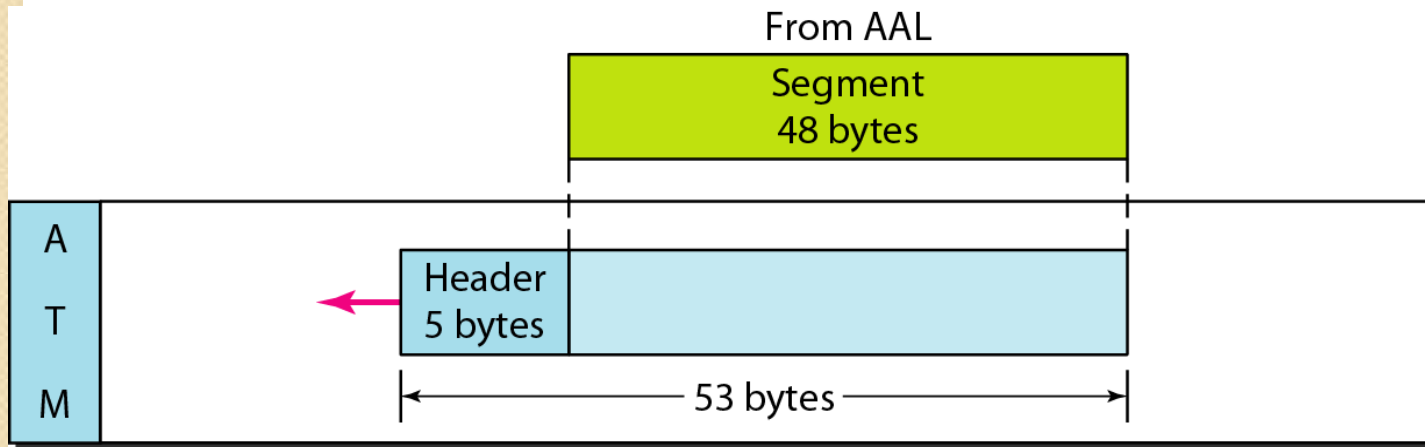 From AAL
Segment
48 bytes
A
T
M
Header
5 bytes
53 bytes